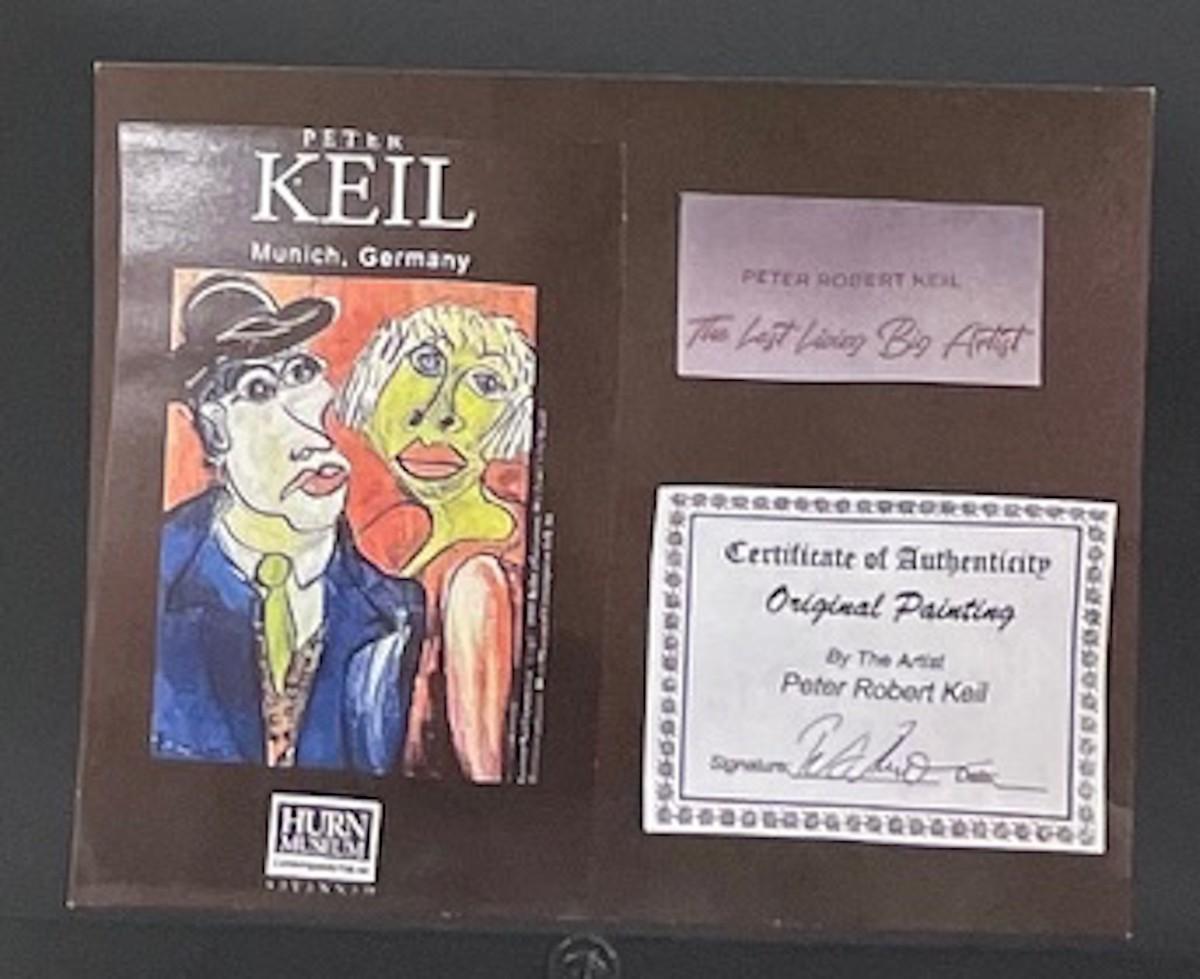 PETER
KEIL
Munich, Germany
HURN
MUSEUM
PETER ROBERT KEIL
The Last Living Big Artist
Certificate of Authenticity
Original Painting
By The Artist
Peter Robert Keil
Signature Date